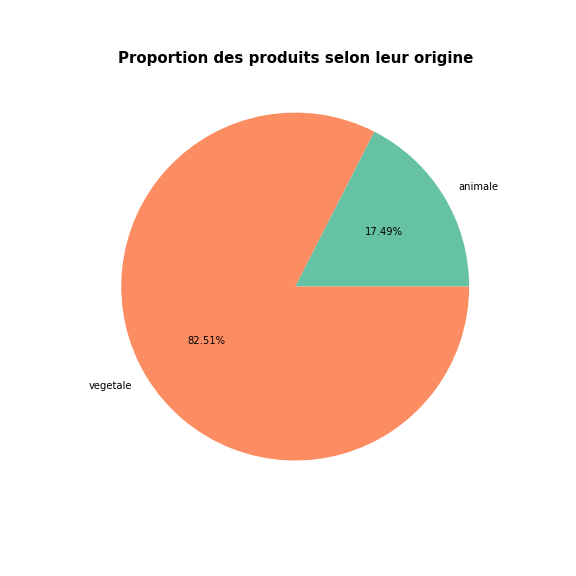 Proportion des produits selon leur origine
animale
17.49%
82.51%
vegetale